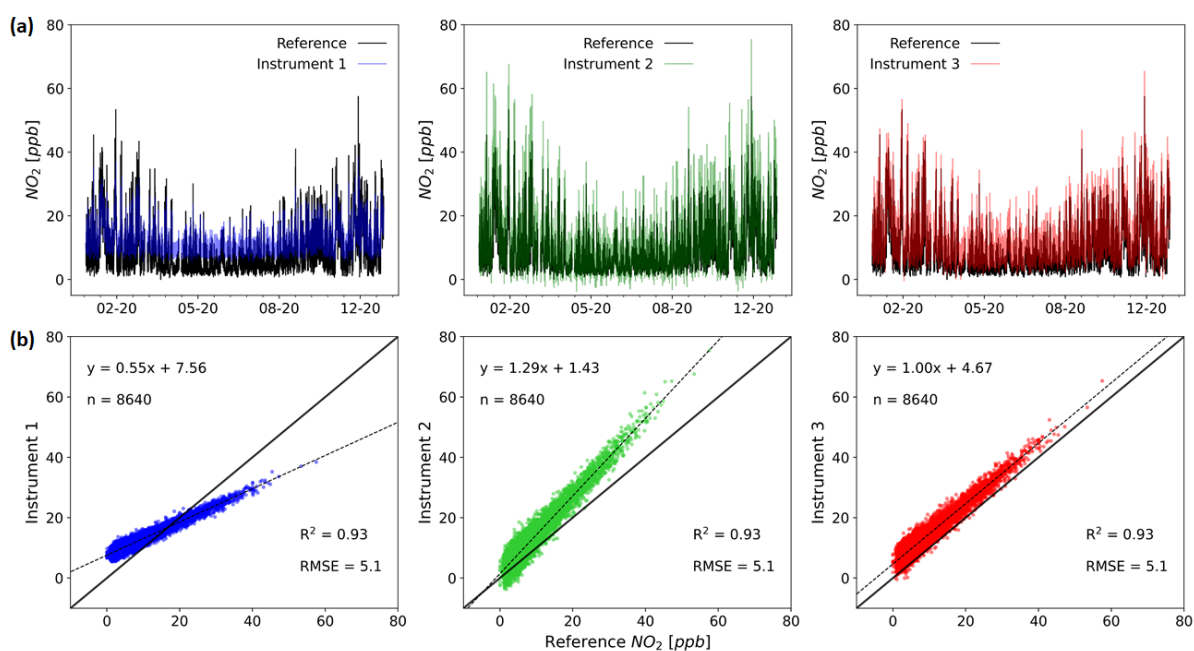 (a)
80
60
40
20
0
NO2 [ppb]
Reference
Instrument 1
02-20 05-20 08-20 12-20
80
60
40
20
0
NO2 [ppb]
Reference
Instrument 2
02-20 05-20 08-20 12-20
80
60
40
20
0
NO2 [ppb]
Reference
Instrument 3
02-20 05-20 08-20 12-20
(b)
80
60
40
20
0
Instrument 1
y = 0.55x + 7.56
n = 8640
R² = 0.93
RMSE = 5.1
0 20 40 60 80
80
60
40
20
0
Instrument 2
y = 1.29x + 1.43
n = 8640
R² = 0.93
RMSE = 5.1
0 20 40 60 80
80
60
40
20
0
Instrument 3
y = 1.00x + 4.67
n = 8640
R² = 0.93
RMSE = 5.1
0 20 40 60 80
Reference NO2 [ppb]